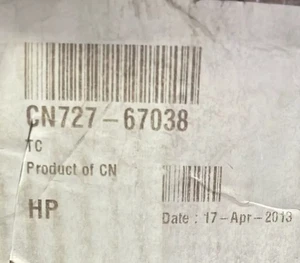 CN727-67038
TC
Product of CN
HP
Date : 17-Apr-2013